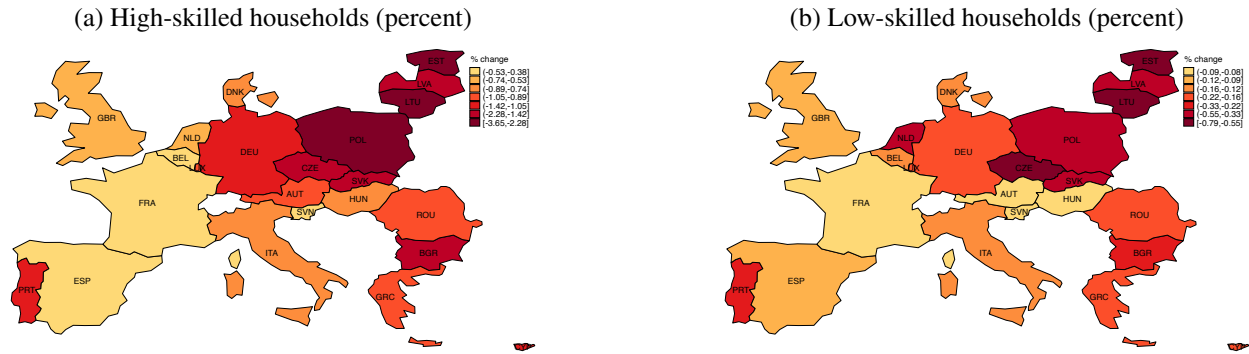 (a) High-skilled households (percent)
% change
(-0.53,-0.38]
(-0.74,-0.53]
(-0.89,-0.74]
(-1.05,-0.89]
(-1.42,-1.05]
(-2.28,-1.42]
[-3.65,-2.28]
EST
LVA
LTU
DNK
GBR
NLD
POL
BEL
DEU
LUX
CZE
SVK
FRA
AUT
HUN
SVN
ROU
ITA
BGR
ESP
PRT
GRC
(b) Low-skilled households (percent)
% change
(-0.09,-0.08]
(-0.12,-0.09]
(-0.16,-0.12]
(-0.22,-0.16]
(-0.33,-0.22]
(-0.55,-0.33]
[-0.79,-0.55]
EST
LVA
LTU
DNK
GBR
NLD
POL
BEL
DEU
LUX
CZE
SVK
FRA
AUT
HUN
SVN
ROU
ITA
BGR
ESP
PRT
GRC